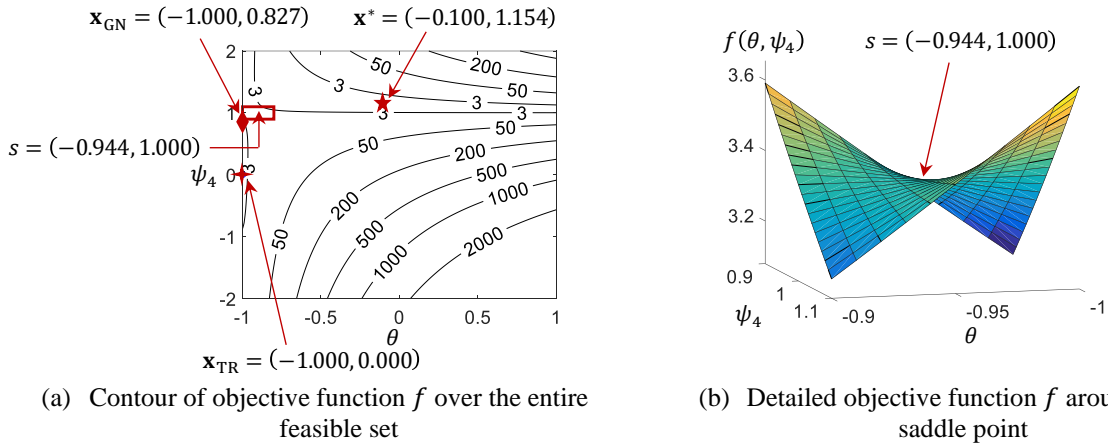 x_GN = (−1.000, 0.827)
x* = (−0.100, 1.154)
s = (−0.944, 1.000)
ψ₄
2
1
0
-1
-2
-1
-0.5
0
0.5
1
θ
3
50
200
3
3
3
50
200
500
1000
2000
3
50
200
500
1000
x_TR = (−1.000, 0.000)
(a) Contour of objective function f over the entire
feasible set
f(θ, ψ₄)
s = (−0.944, 1.000)
3.6
3.4
3.2
0.9
1
1.1
ψ₄
-0.9
-0.95
-1
θ
(b) Detailed objective function f arou
saddle point